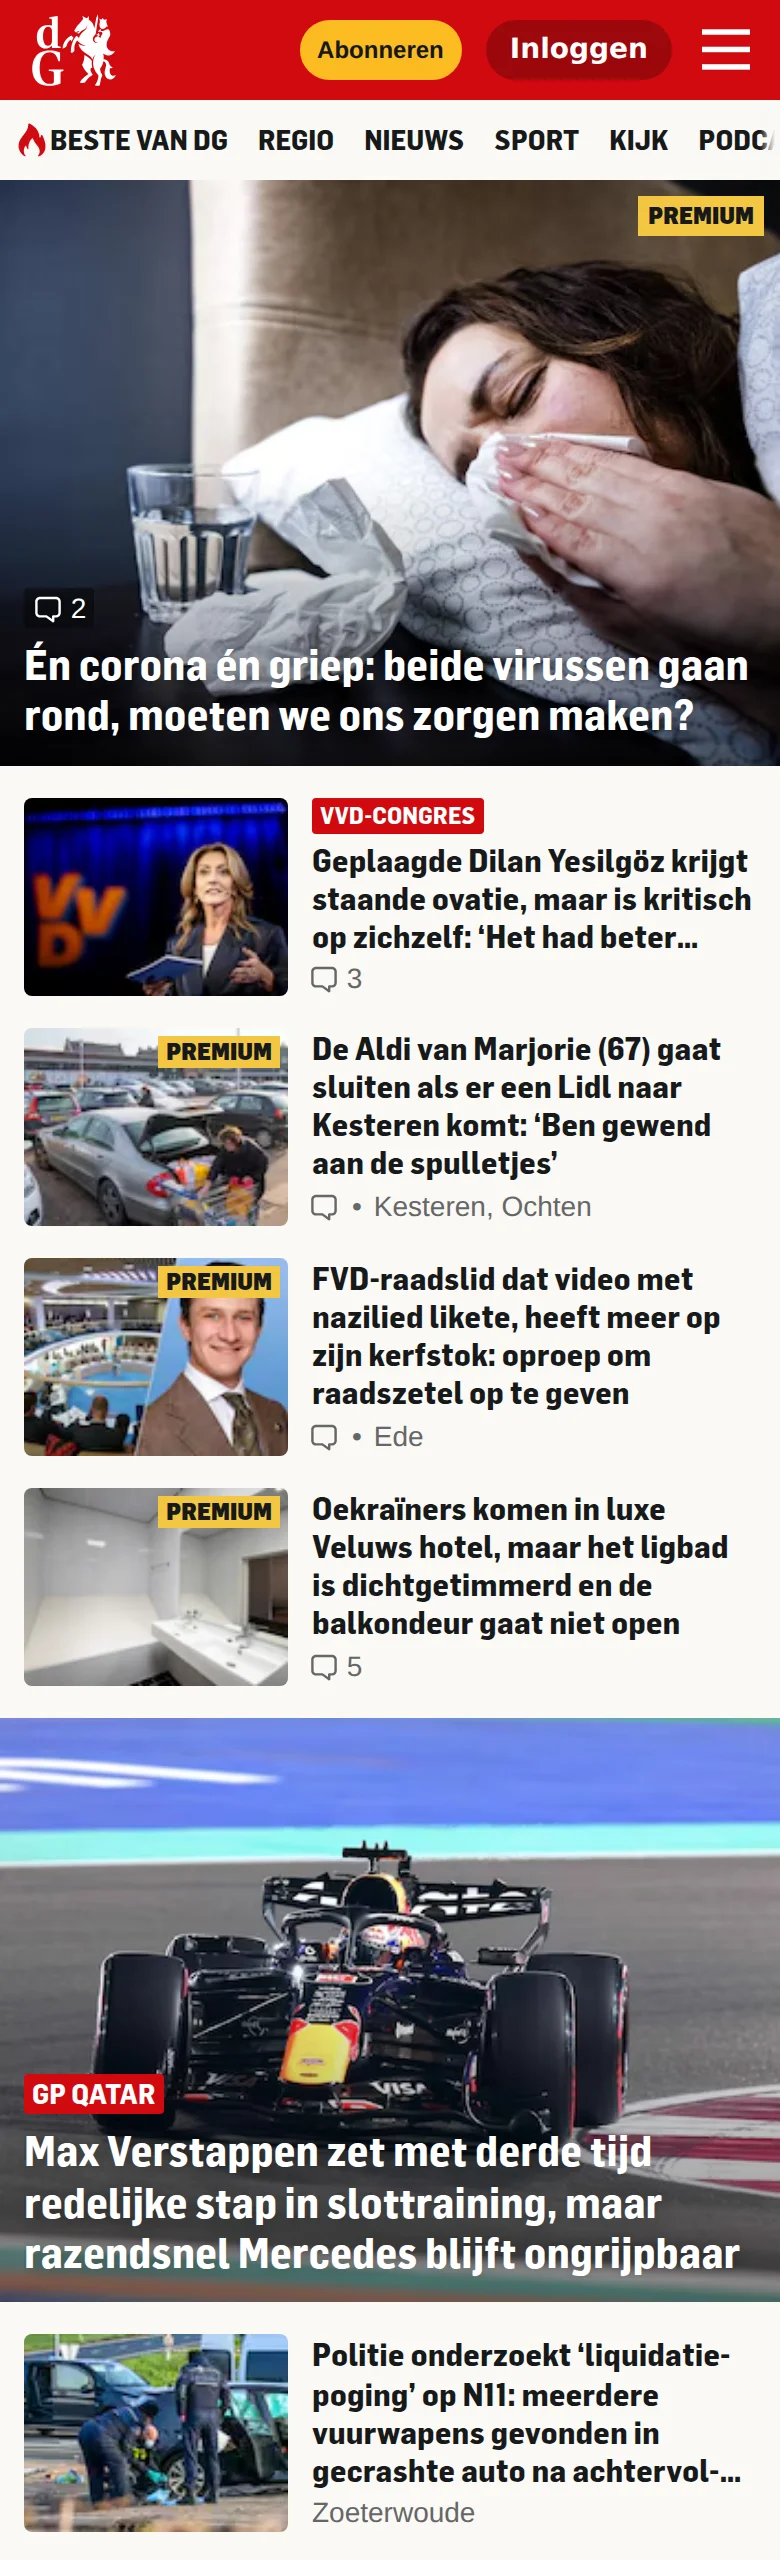 d
G
Abonneren
Inloggen
BESTE VAN DG REGIO NIEUWS SPORT KIJK PODCA
PREMIUM
2
Én corona én griep: beide virussen gaan
rond, moeten we ons zorgen maken?
VVD
VVD-CONGRES
Geplaagde Dilan Yesilgöz krijgt
staande ovatie, maar is kritisch
op zichzelf: ‘Het had beter...
3
PREMIUM
De Aldi van Marjorie (67) gaat
sluiten als er een Lidl naar
Kesteren komt: ‘Ben gewend
aan de spulletjes’
• Kesteren, Ochten
PREMIUM
FVD-raadslid dat video met
nazilied likete, heeft meer op
zijn kerfstok: oproep om
raadszetel op te geven
• Ede
PREMIUM
Oekraïners komen in luxe
Veluws hotel, maar het ligbad
is dichtgetimmerd en de
balkondeur gaat niet open
5
VISA
GP QATAR
Max Verstappen zet met derde tijd
redelijke stap in slottraining, maar
razendsnel Mercedes blijft ongrijpbaar
Politie onderzoekt ‘liquidatie-
poging’ op N11: meerdere
vuurwapens gevonden in
gecrashte auto na achtervol-...
Zoeterwoude